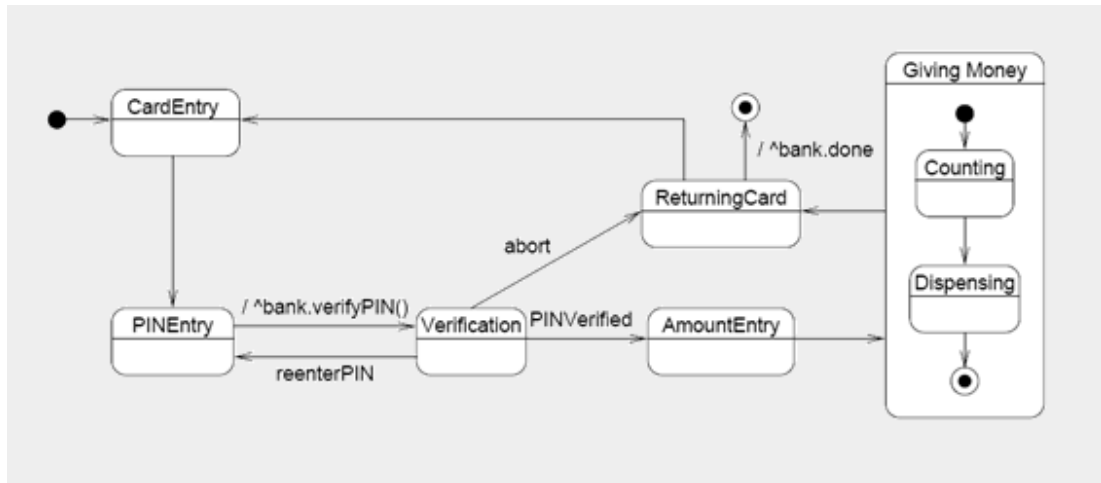 Giving Money
CardEntry
/ ^bank.done
Counting
ReturningCard
abort
Dispensing
/ ^bank.verifyPIN()
PINEntry
Verification
PINVerified
AmountEntry
reenterPIN